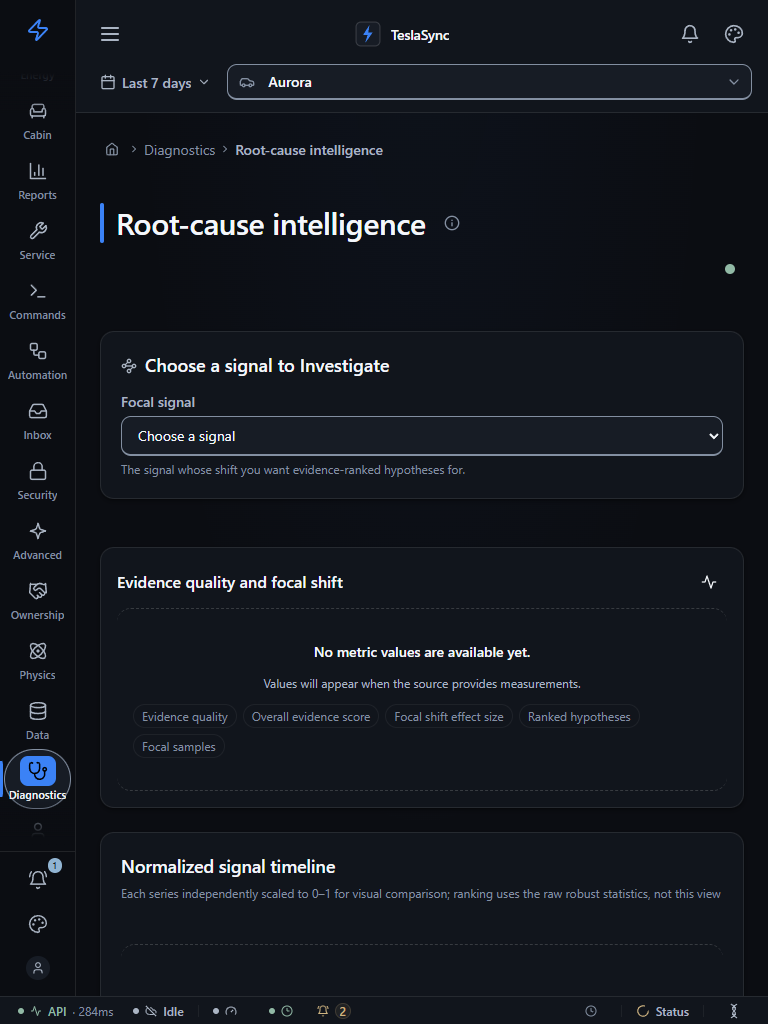 TeslaSync
Last 7 days
Aurora
Energy
Cabin
Reports
Service
Commands
Automation
Inbox
Security
Advanced
Ownership
Physics
Data
Diagnostics
1
Diagnostics
Root-cause intelligence
Root-cause intelligence
Choose a signal to Investigate
Focal signal
Choose a signal
The signal whose shift you want evidence-ranked hypotheses for.
Evidence quality and focal shift
No metric values are available yet.
Values will appear when the source provides measurements.
Evidence quality Overall evidence score Focal shift effect size Ranked hypotheses
Focal samples
Normalized signal timeline
Each series independently scaled to 0–1 for visual comparison; ranking uses the raw robust statistics, not this view
API · 284ms Idle 2 Status